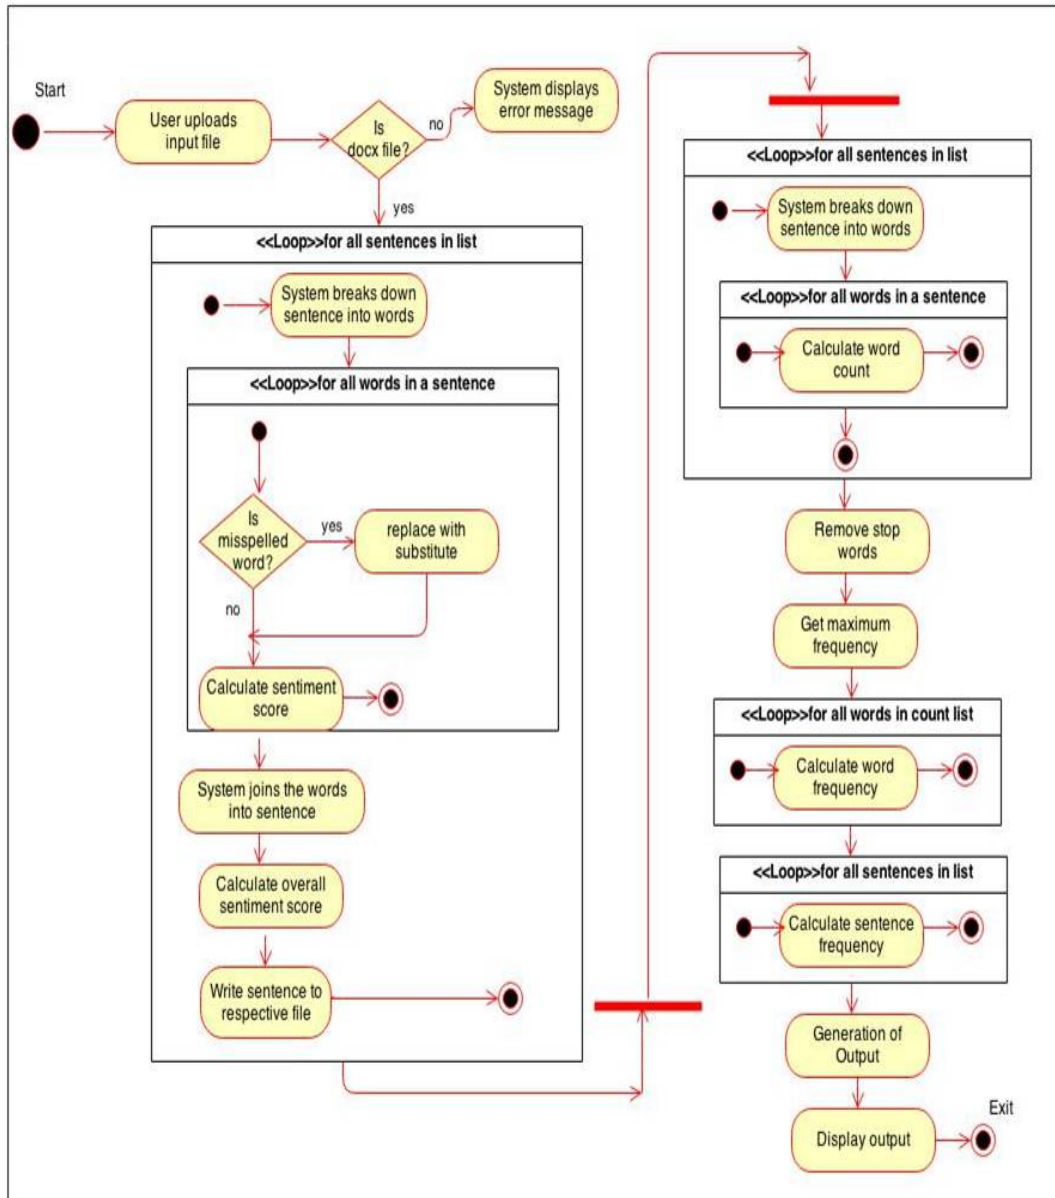 Start
User uploads
input file
Is
docx file?
no
System displays
error message
yes
<<Loop>>for all sentences in list
System breaks down
sentence into words
<<Loop>>for all words in a sentence
Is
misspelled
word?
yes
replace with
substitute
no
Calculate sentiment
score
System joins the words
into sentence
Calculate overall
sentiment score
Write sentence to
respective file
<<Loop>>for all sentences in list
System breaks down
sentence into words
<<Loop>>for all words in a sentence
Calculate word
count
Remove stop
words
Get maximum
frequency
<<Loop>>for all words in count list
Calculate word
frequency
<<Loop>>for all sentences in list
Calculate sentence
frequency
Generation of
Output
Display output
Exit